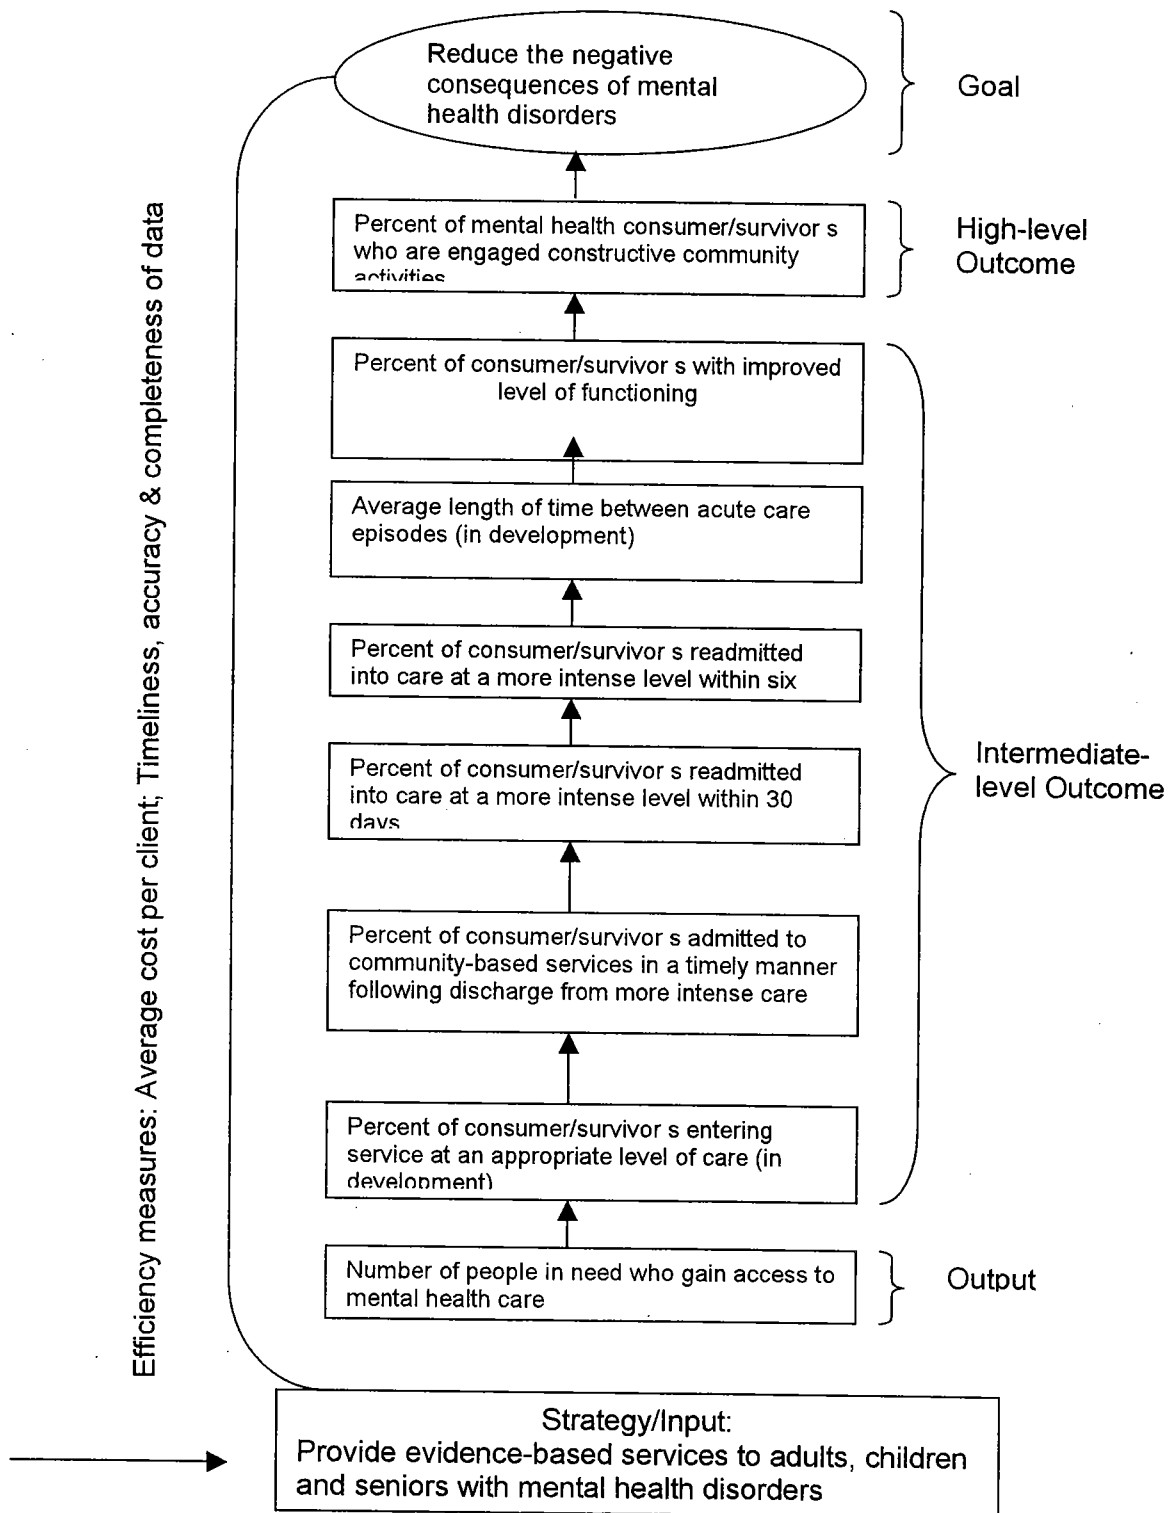 Reduce the negative
consequences of mental
health disorders
Goal
Percent of mental health consumer/survivor s
who are engaged constructive community
activities
High-level
Outcome
Percent of consumer/survivor s with improved
level of functioning
Average length of time between acute care
episodes (in development)
Percent of consumer/survivor s readmitted
into care at a more intense level within six
Percent of consumer/survivor s readmitted
into care at a more intense level within 30
days
Intermediate-
level Outcome
Percent of consumer/survivor s admitted to
community-based services in a timely manner
following discharge from more intense care
Percent of consumer/survivor s entering
service at an appropriate level of care (in
development)
Number of people in need who gain access to
mental health care
Output
Efficiency measures: Average cost per client; Timeliness, accuracy & completeness of data
Strategy/Input:
Provide evidence-based services to adults, children
and seniors with mental health disorders